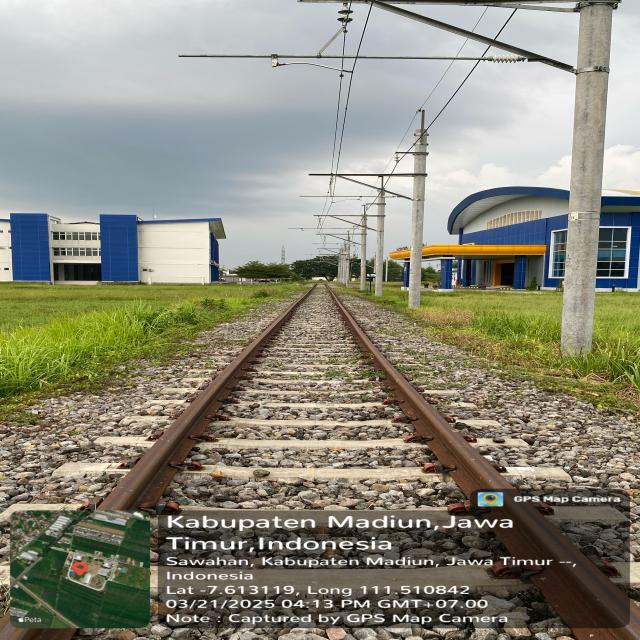 GPS Map Camera
Kabupaten Madiun,Jawa
Timur,Indonesia
Sawahan, Kabupaten Madiun, Jawa Timur --,
Indonesia
Lat -7.613119, Long 111.510842
03/21/2025 04:13 PM GMT+07.00
Note : Captured by GPS Map Camera
Peta